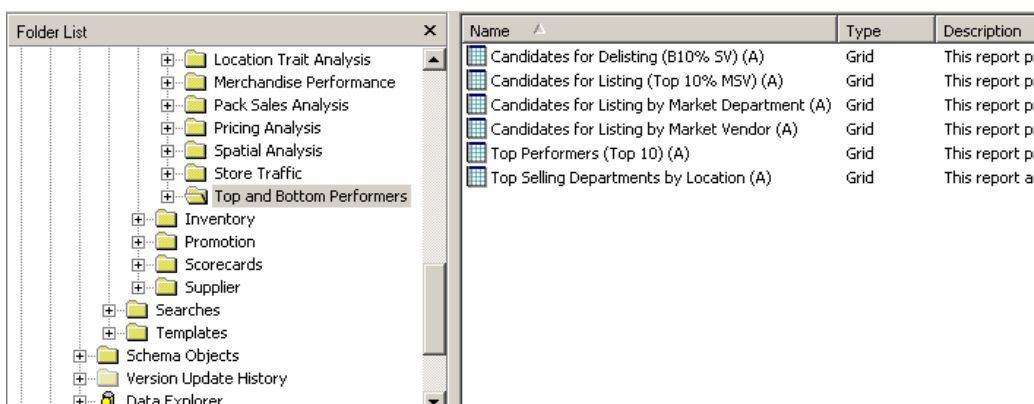 Folder List
Location Trait Analysis
Merchandise Performance
Pack Sales Analysis
Pricing Analysis
Spatial Analysis
Store Traffic
Top and Bottom Performers
Inventory
Promotion
Scorecards
Supplier
Searches
Templates
Schema Objects
Version Update History
Data Explorer
Name Type Description
Candidates for Delisting (B10% SV) (A) Grid This report p
Candidates for Listing (Top 10% MSV) (A) Grid This report p
Candidates for Listing by Market Department (A) Grid This report p
Candidates for Listing by Market Vendor (A) Grid This report p
Top Performers (Top 10) (A) Grid This report p
Top Selling Departments by Location (A) Grid This report a